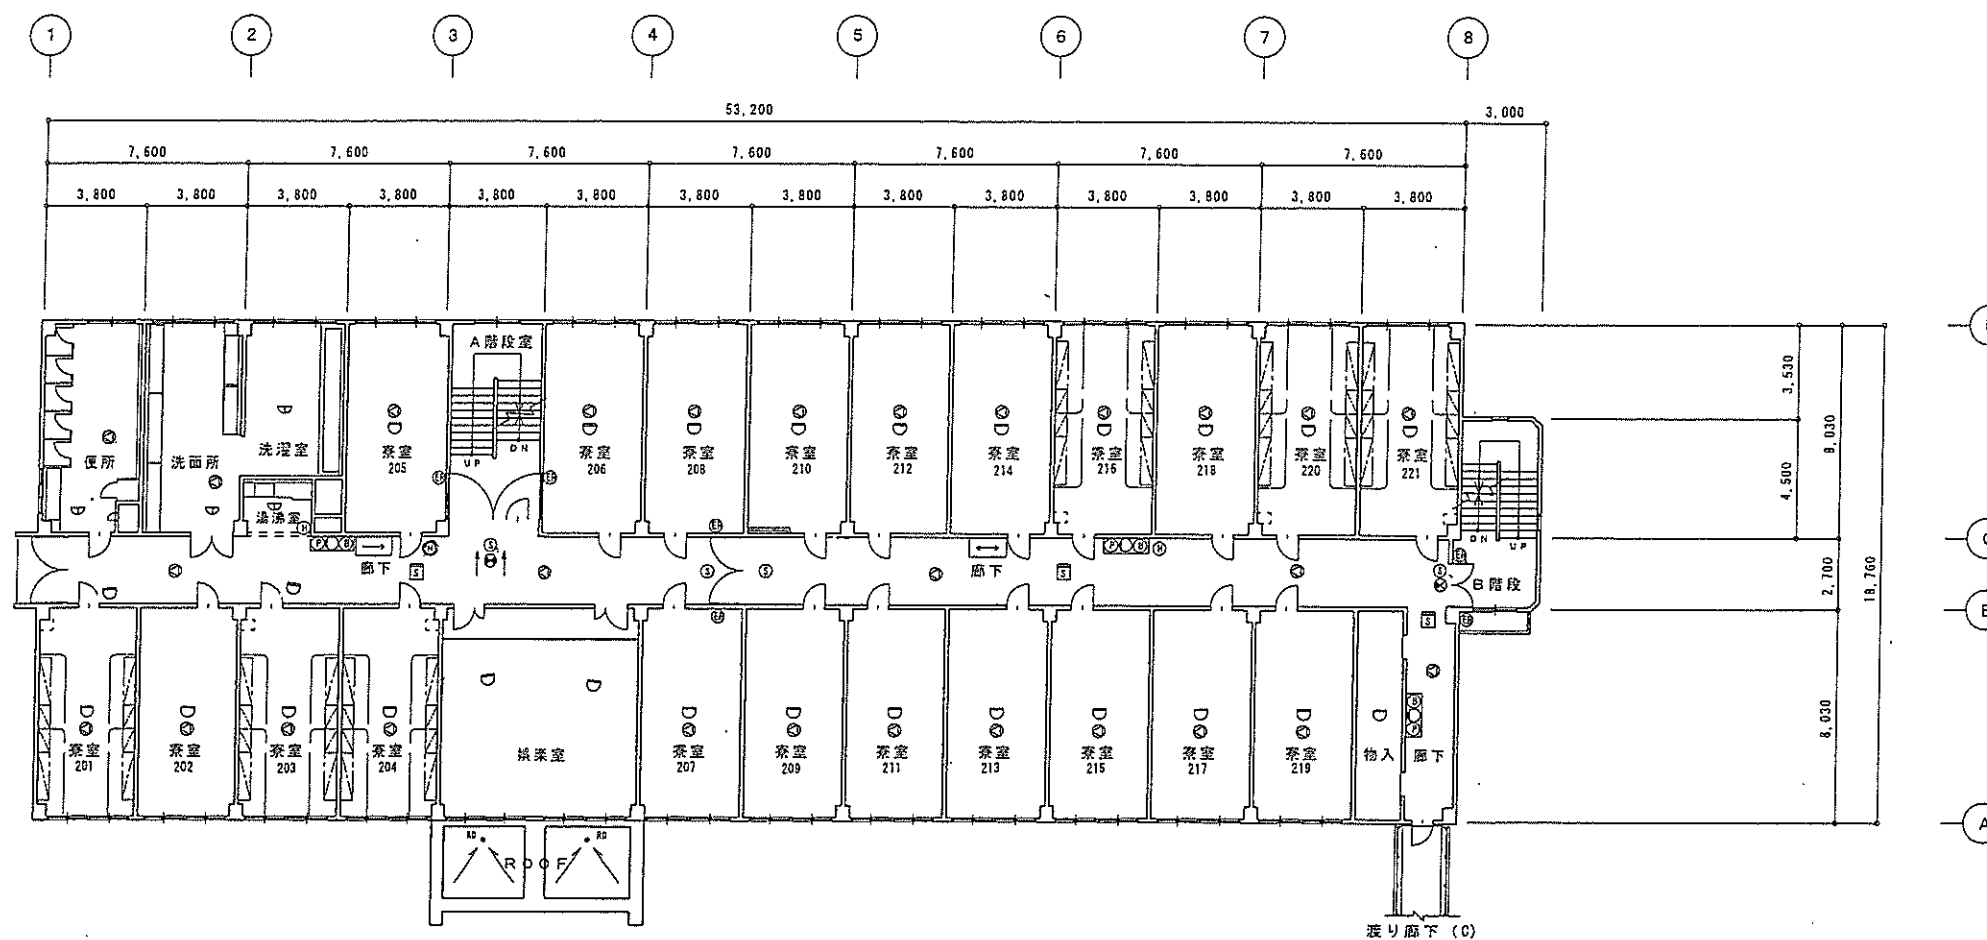 1 2 3 4 5 6 7 8
53,200 3,000
7,600 7,600 7,600 7,600 7,600 7,600 7,600
3,800 3,800 3,800 3,800 3,800 3,800 3,800 3,800 3,800 3,800 3,800 3,800 3,800 3,800
A階段室
UP DN
便所
洗面所
洗濯室
湯沸室
寮室
205
寮室
206
寮室
208
寮室
210
寮室
212
寮室
214
寮室
216
寮室
218
寮室
220
寮室
221
3,530
8,030
4,500
2,700
18,760
8,030
DN UP
B階段
廊下
廊下
S
S
S
寮室
201
寮室
202
寮室
203
寮室
204
娯楽室
寮室
207
寮室
209
寮室
211
寮室
213
寮室
215
寮室
217
寮室
219
物入
廊下
RD RD
ROOF
渡り廊下 (C)